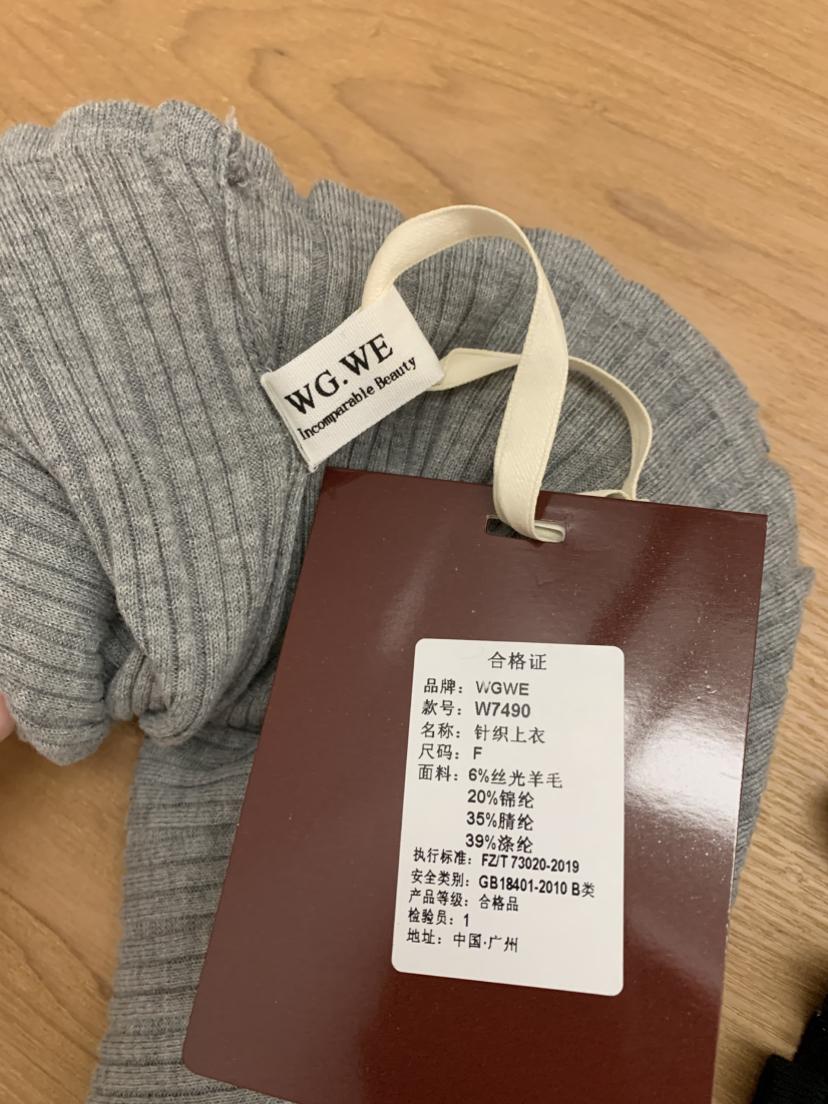 WG.WE
Incomparable Beauty
合格证
品牌：WGWE
款号：W7490
名称：针织上衣
尺码：F
面料：6%丝光羊毛
20%锦纶
35%腈纶
39%涤纶
执行标准：FZ/T 73020-2019
安全类别：GB18401-2010 B类
产品等级：合格品
检验员：1
地址：中国·广州